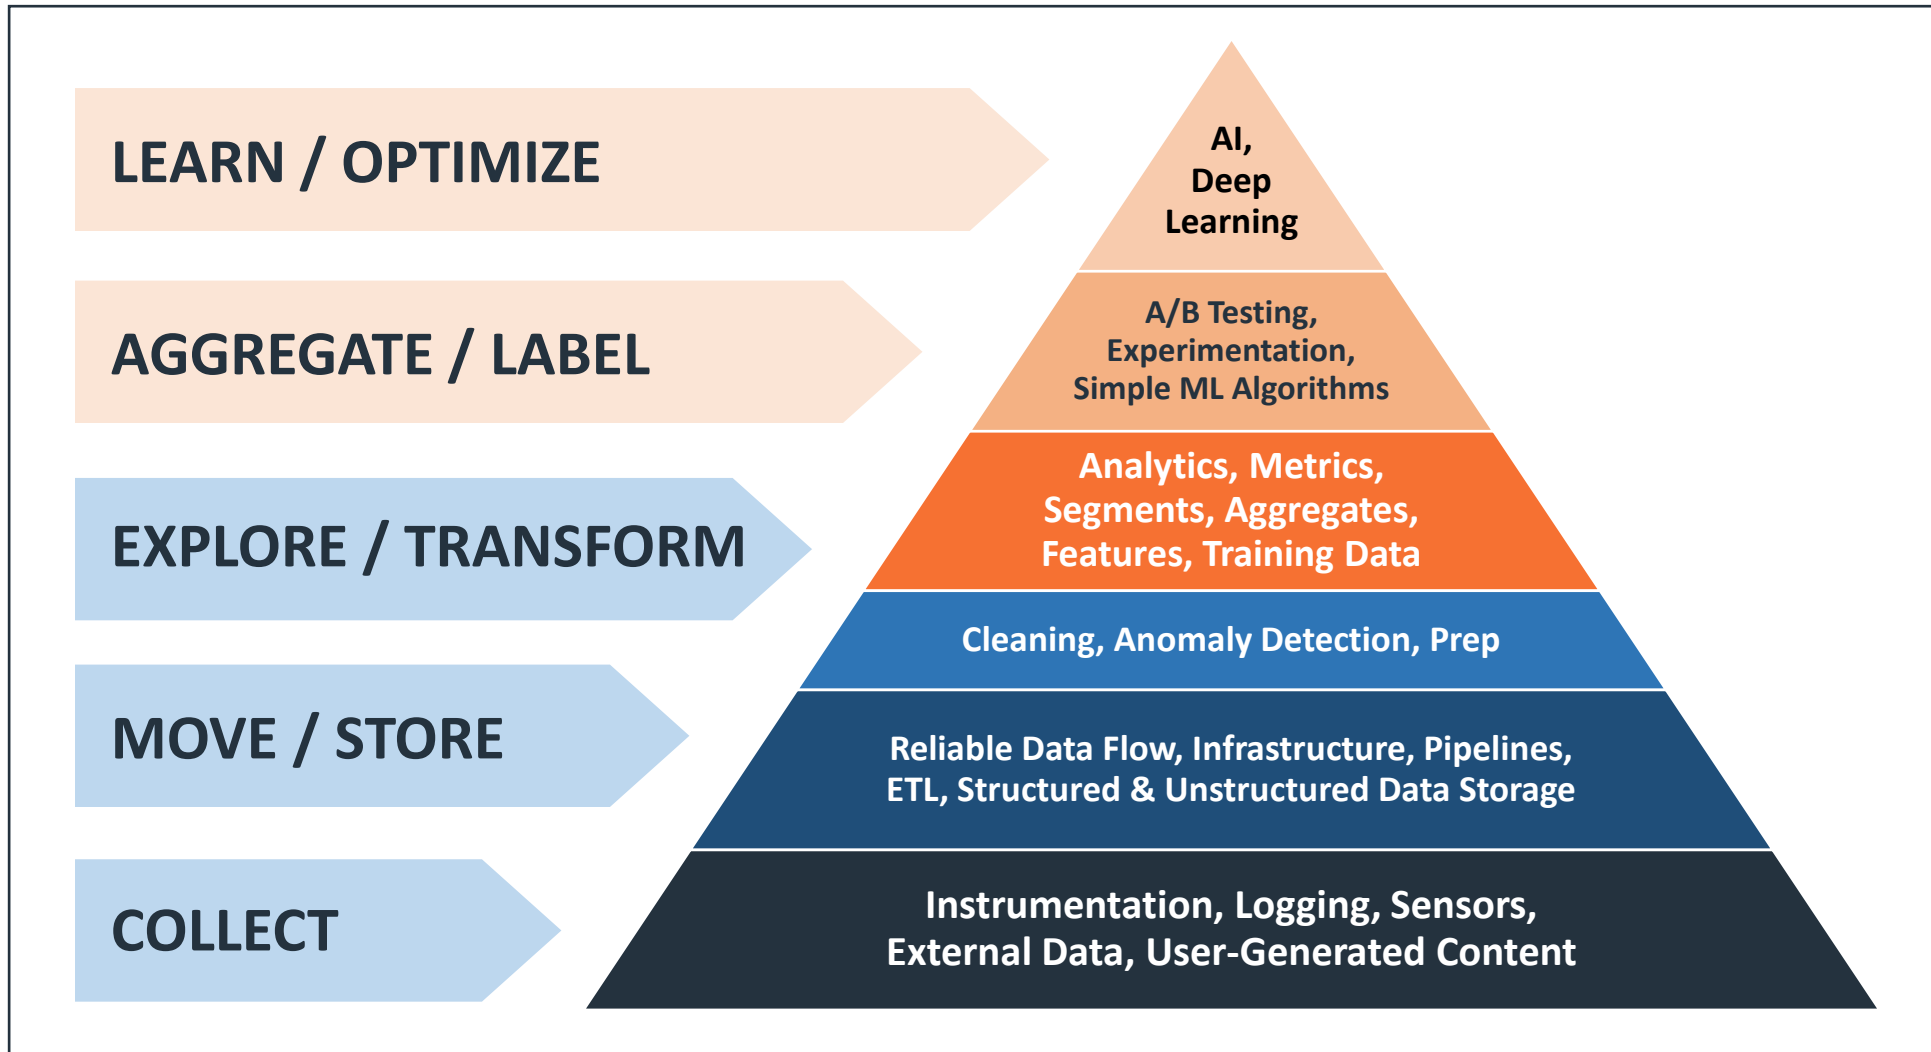 LEARN / OPTIMIZE
AI,
Deep
Learning
AGGREGATE / LABEL
A/B Testing,
Experimentation,
Simple ML Algorithms
EXPLORE / TRANSFORM
Analytics, Metrics,
Segments, Aggregates,
Features, Training Data
Cleaning, Anomaly Detection, Prep
MOVE / STORE
Reliable Data Flow, Infrastructure, Pipelines,
ETL, Structured & Unstructured Data Storage
COLLECT
Instrumentation, Logging, Sensors,
External Data, User-Generated Content